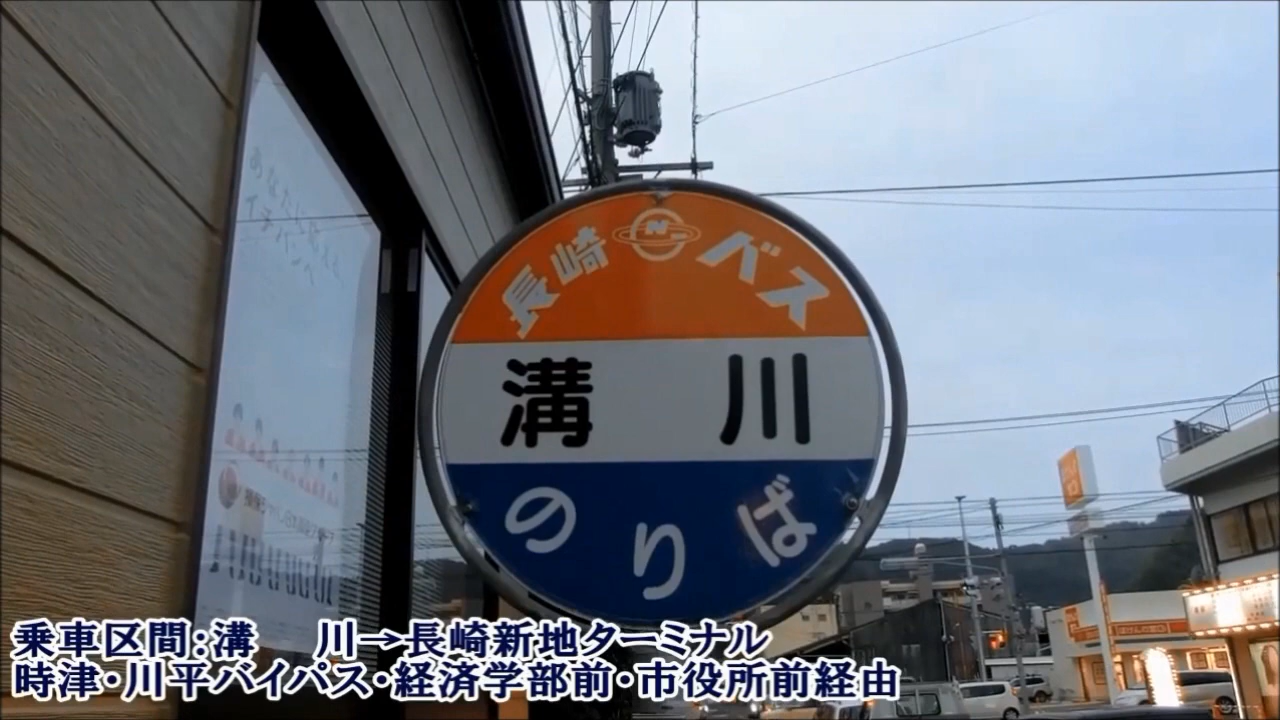 長崎 N バス
溝 川
のりば
乗車区間:溝 川→長崎新地ターミナル
時津・川平バイパス・経済学部前・市役所前経由